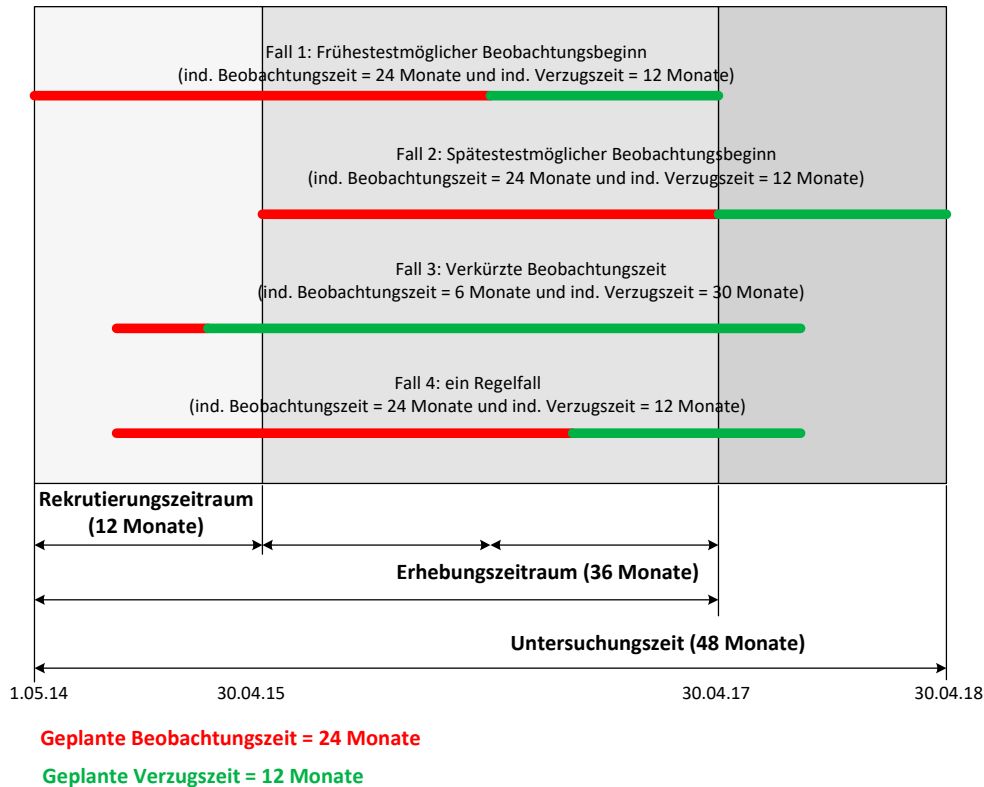 Fall 1: Frühestestmöglicher Beobachtungsbeginn
(ind. Beobachtungszeit = 24 Monate und ind. Verzugszeit = 12 Monate)
Fall 2: Spätestestmöglicher Beobachtungsbeginn
(ind. Beobachtungszeit = 24 Monate und ind. Verzugszeit = 12 Monate)
Fall 3: Verkürzte Beobachtungszeit
(ind. Beobachtungszeit = 6 Monate und ind. Verzugszeit = 30 Monate)
Fall 4: ein Regelfall
(ind. Beobachtungszeit = 24 Monate und ind. Verzugszeit = 12 Monate)
Rekrutierungszeitraum
(12 Monate)
Erhebungszeitraum (36 Monate)
Untersuchungszeit (48 Monate)
1.05.14 30.04.15 30.04.17 30.04.18
Geplante Beobachtungszeit = 24 Monate
Geplante Verzugszeit = 12 Monate